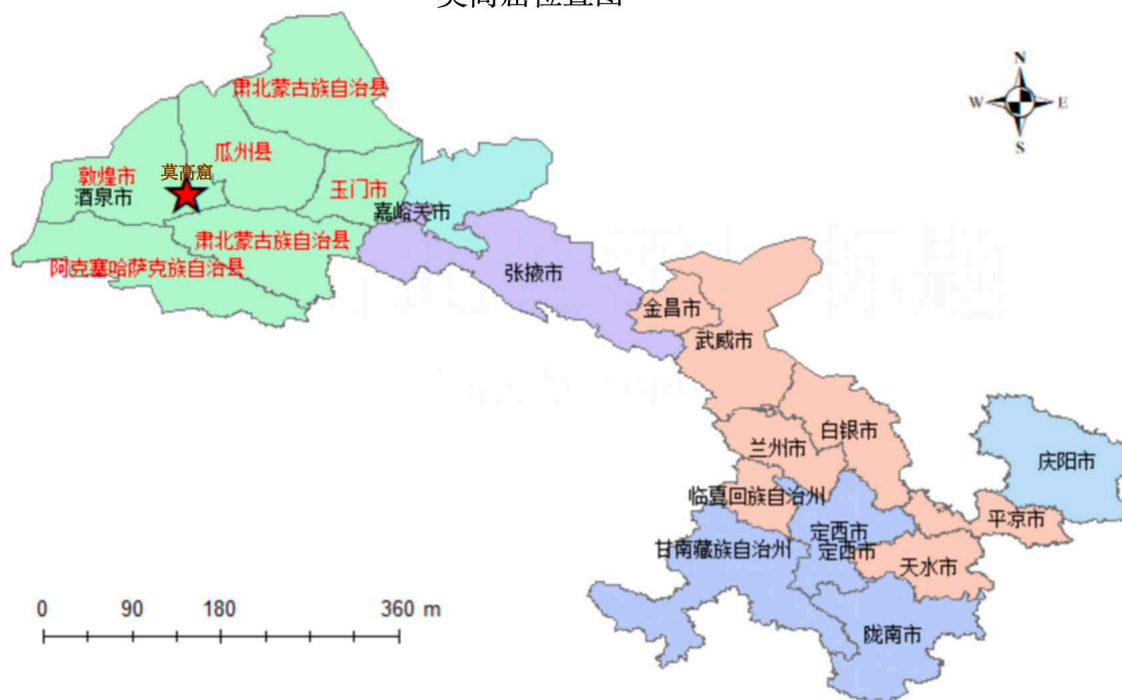 莫高窟位置图
N
肃北蒙古族自治县
W E
S
瓜州县
敦煌市
莫高窟
酒泉市
玉门市
嘉峪关市
肃北蒙古族自治县
阿克塞哈萨克族自治县
张掖市
金昌市
武威市
白银市
兰州市
庆阳市
临夏回族自治州
平凉市
定西市
甘南藏族自治州
定西市
天水市
0 90 180 360 m
陇南市